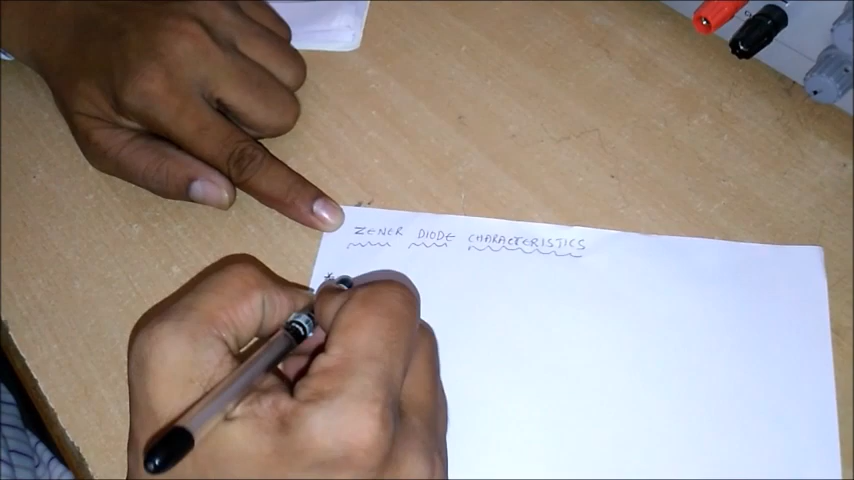 ZENER DIODE CHARACTERISTICS
*